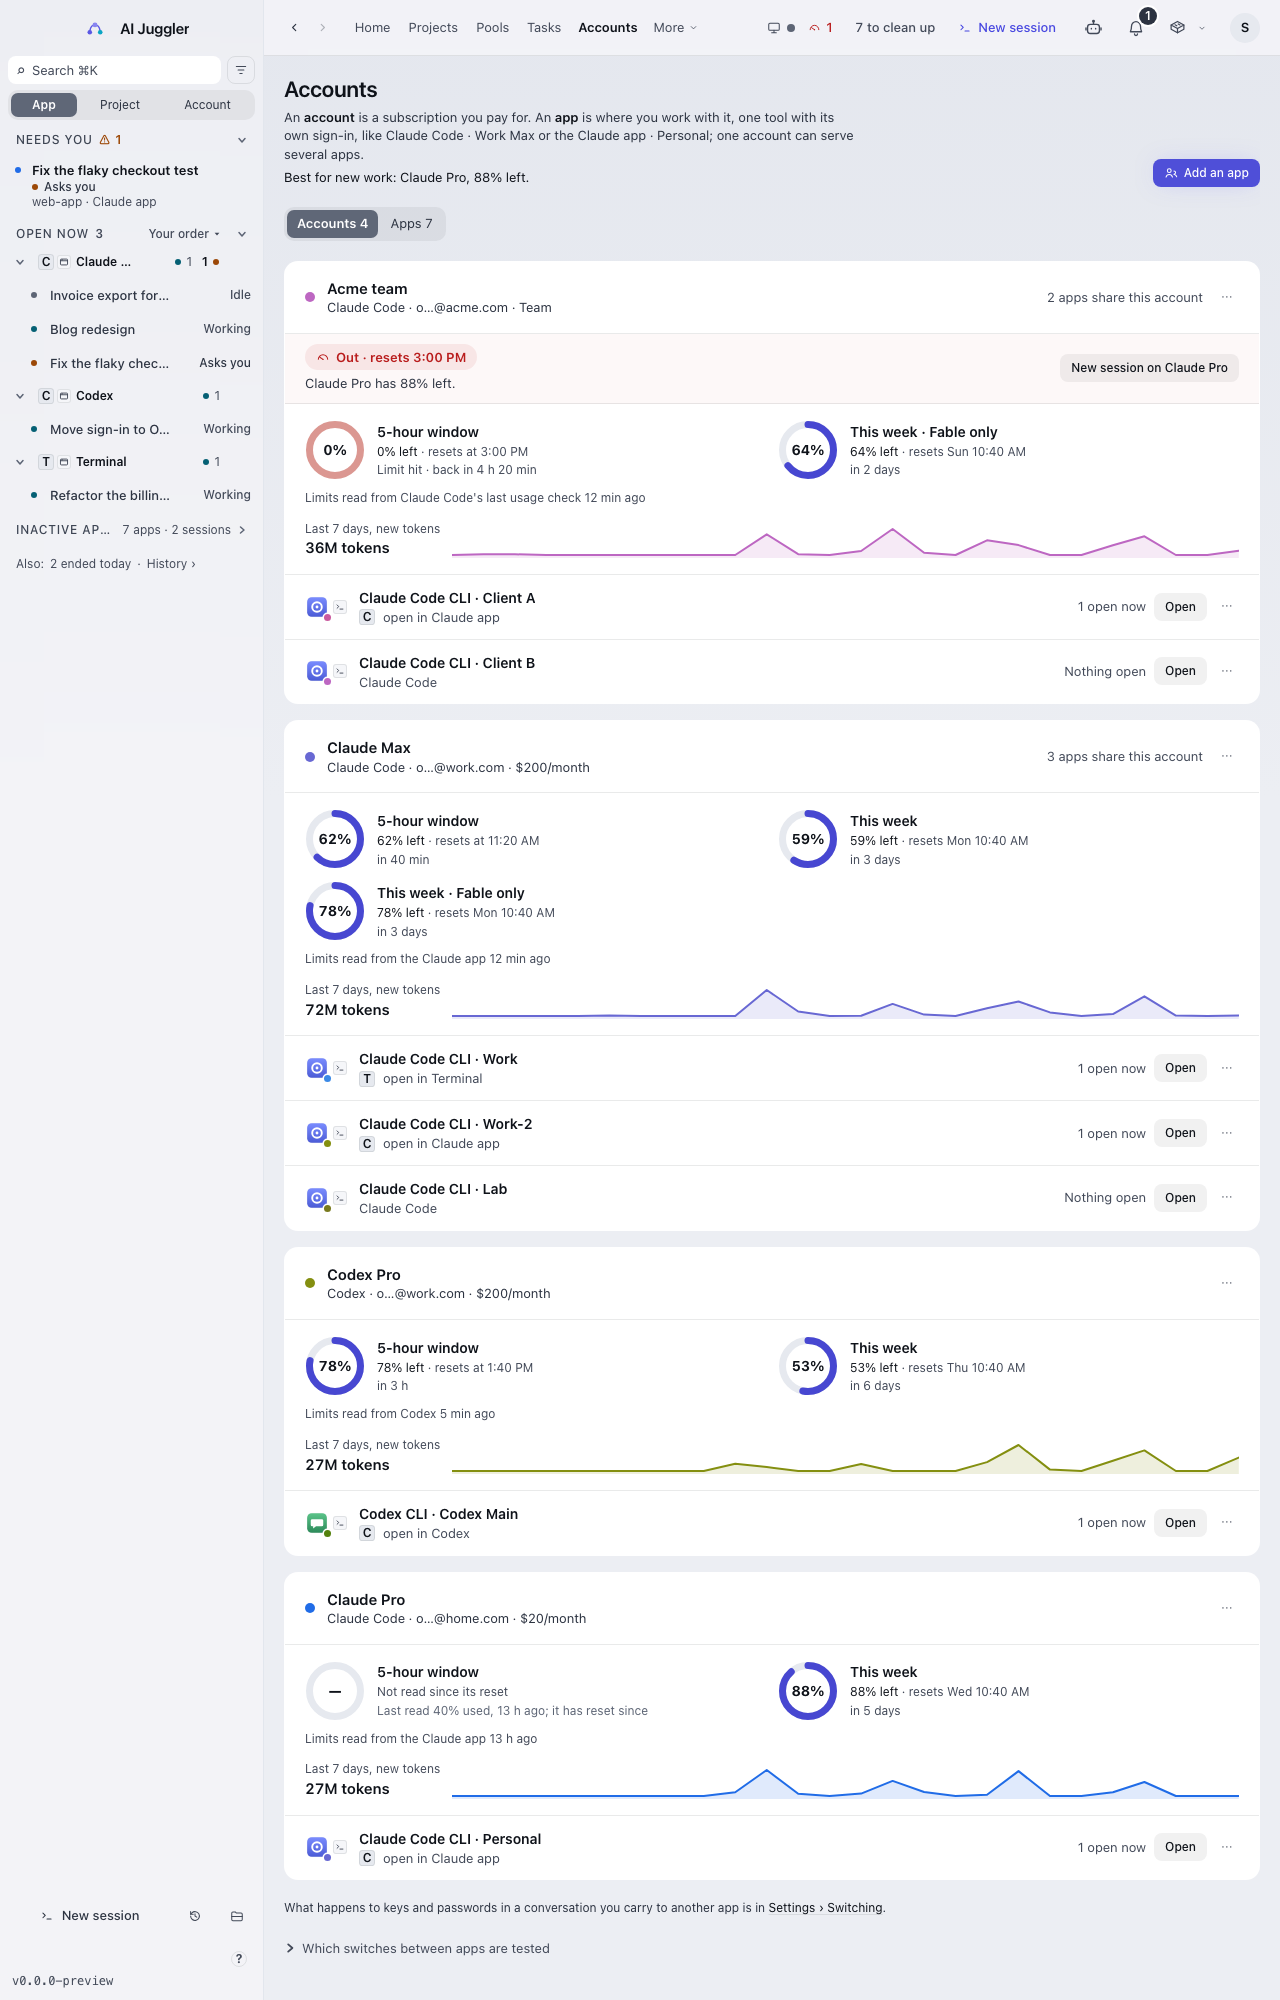 AI Juggler
Search ⌘K
App
Project
Account
NEEDS YOU 1
Fix the flaky checkout test
Asks you
web-app · Claude app
OPEN NOW 3
Your order
C Claude ... 1 1
Invoice export for... Idle
Blog redesign Working
Fix the flaky chec... Asks you
C Codex 1
Move sign-in to O... Working
T Terminal 1
Refactor the billin... Working
INACTIVE AP... 7 apps · 2 sessions
Also: 2 ended today · History ›
New session
?
v0.0.0-preview
Home
Projects
Pools
Tasks
Accounts
More
1
7 to clean up
New session
1
S
Accounts
An account is a subscription you pay for. An app is where you work with it, one tool with its
own sign-in, like Claude Code · Work Max or the Claude app · Personal; one account can serve
several apps.
Best for new work: Claude Pro, 88% left.
Add an app
Accounts 4
Apps 7
Acme team
Claude Code · o...@acme.com · Team
2 apps share this account
Out · resets 3:00 PM
Claude Pro has 88% left.
New session on Claude Pro
0%
5-hour window
0% left · resets at 3:00 PM
Limit hit · back in 4 h 20 min
64%
This week · Fable only
64% left · resets Sun 10:40 AM
in 2 days
Limits read from Claude Code's last usage check 12 min ago
Last 7 days, new tokens
36M tokens
Claude Code CLI · Client A
C open in Claude app
1 open now
Open
Claude Code CLI · Client B
Claude Code
Nothing open
Open
Claude Max
Claude Code · o...@work.com · $200/month
3 apps share this account
62%
5-hour window
62% left · resets at 11:20 AM
in 40 min
59%
This week
59% left · resets Mon 10:40 AM
in 3 days
78%
This week · Fable only
78% left · resets Mon 10:40 AM
in 3 days
Limits read from the Claude app 12 min ago
Last 7 days, new tokens
72M tokens
Claude Code CLI · Work
T open in Terminal
1 open now
Open
Claude Code CLI · Work-2
C open in Claude app
1 open now
Open
Claude Code CLI · Lab
Claude Code
Nothing open
Open
Codex Pro
Codex · o...@work.com · $200/month
78%
5-hour window
78% left · resets at 1:40 PM
in 3 h
53%
This week
53% left · resets Thu 10:40 AM
in 6 days
Limits read from Codex 5 min ago
Last 7 days, new tokens
27M tokens
Codex CLI · Codex Main
C open in Codex
1 open now
Open
Claude Pro
Claude Code · o...@home.com · $20/month
–
5-hour window
Not read since its reset
Last read 40% used, 13 h ago; it has reset since
88%
This week
88% left · resets Wed 10:40 AM
in 5 days
Limits read from the Claude app 13 h ago
Last 7 days, new tokens
27M tokens
Claude Code CLI · Personal
C open in Claude app
1 open now
Open
What happens to keys and passwords in a conversation you carry to another app is in Settings › Switching.
Which switches between apps are tested